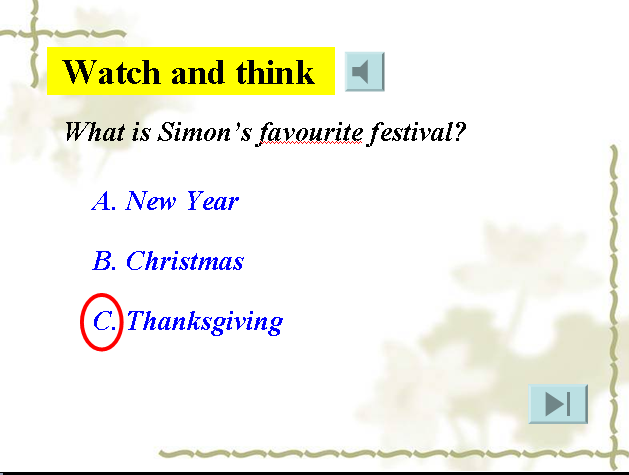 Watch and think
What is Simon's favourite festival?
A. New Year
B. Christmas
C. Thanksgiving